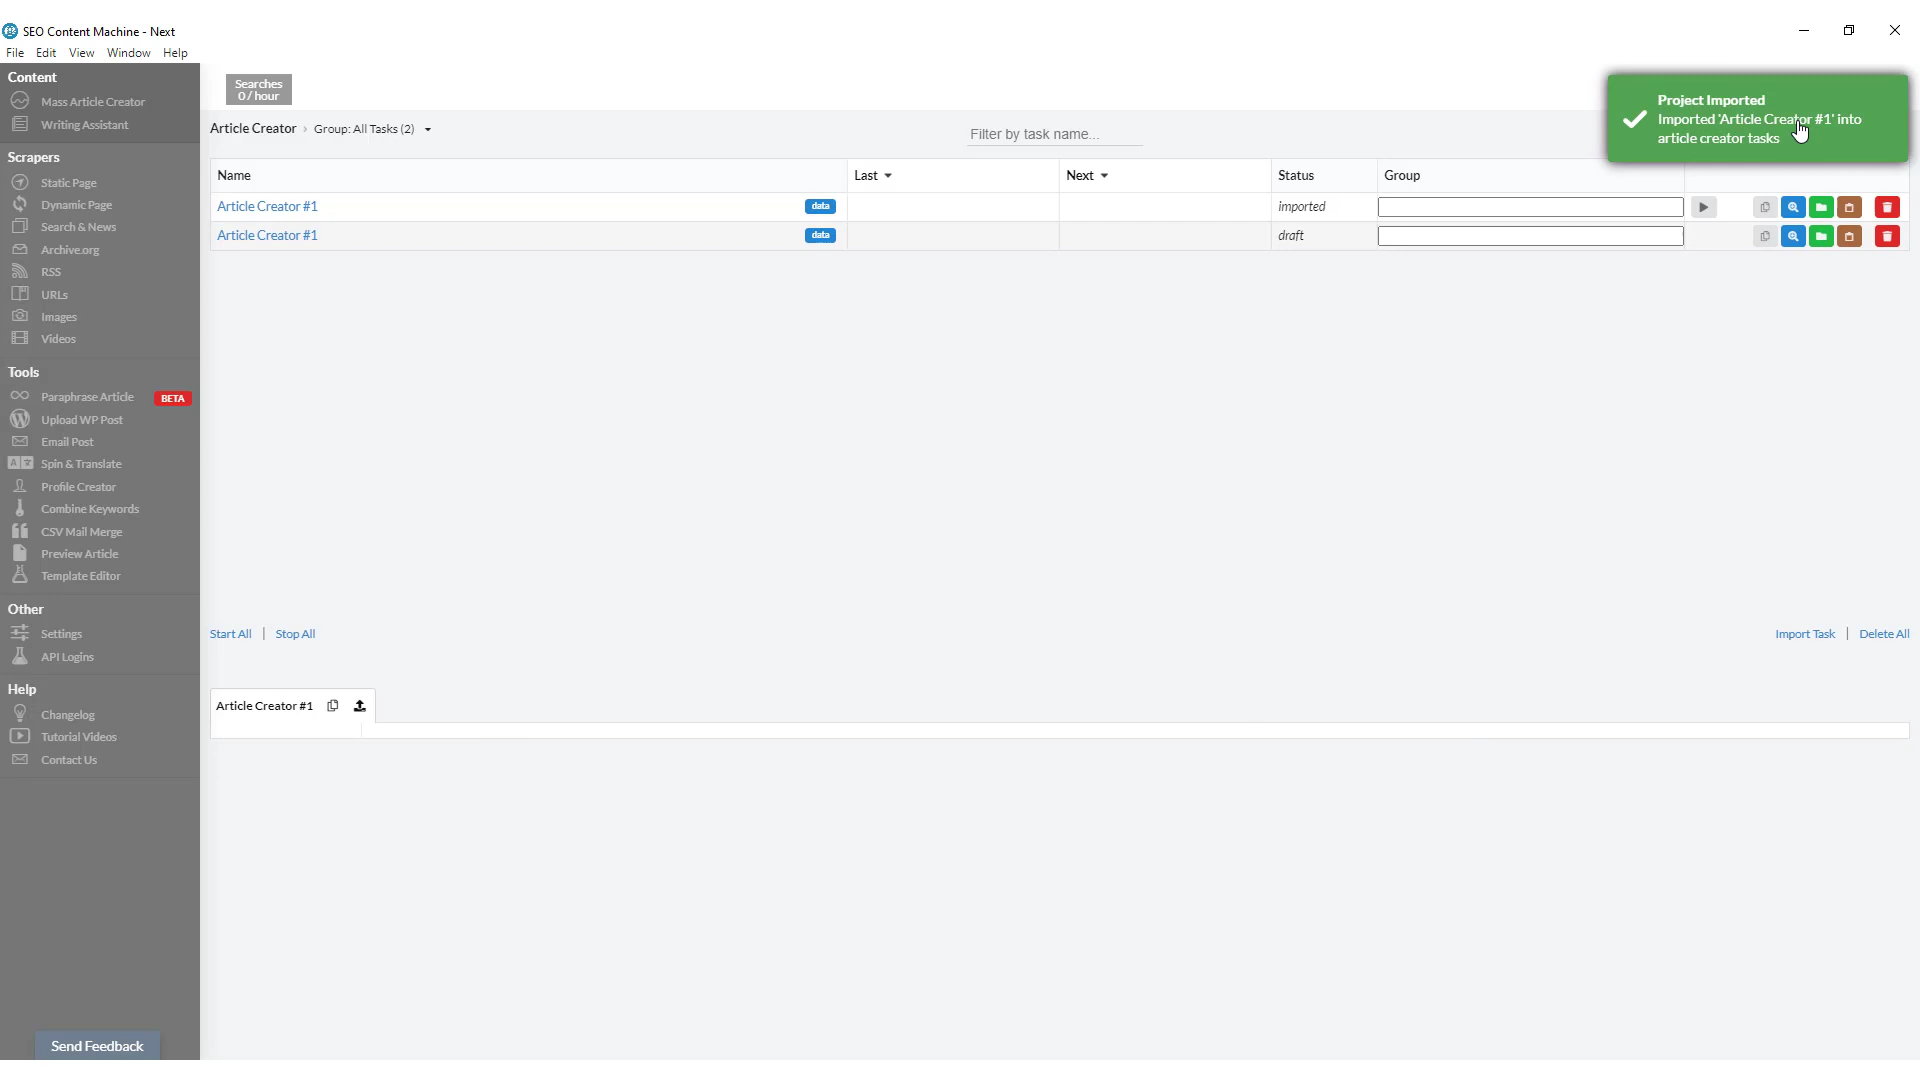 SEO Content Machine - Next
File Edit View Window Help
Content
Mass Article Creator
Writing Assistant
Scrapers
Static Page
Dynamic Page
Search & News
Archive.org
RSS
URLs
Images
Videos
Tools
Paraphrase Article BETA
Upload WP Post
Email Post
Spin & Translate
Profile Creator
Combine Keywords
CSV Mail Merge
Preview Article
Template Editor
Other
Settings
API Logins
Help
Changelog
Tutorial Videos
Contact Us
Send Feedback
Searches
0 / hour
Article Creator › Group: All Tasks (2)
Filter by task name...
Project Imported
Imported 'Article Creator #1' into
article creator tasks
Name Last Next Status Group
Article Creator #1 data imported
Article Creator #1 data draft
Start All | Stop All
Import Task | Delete All
Article Creator #1